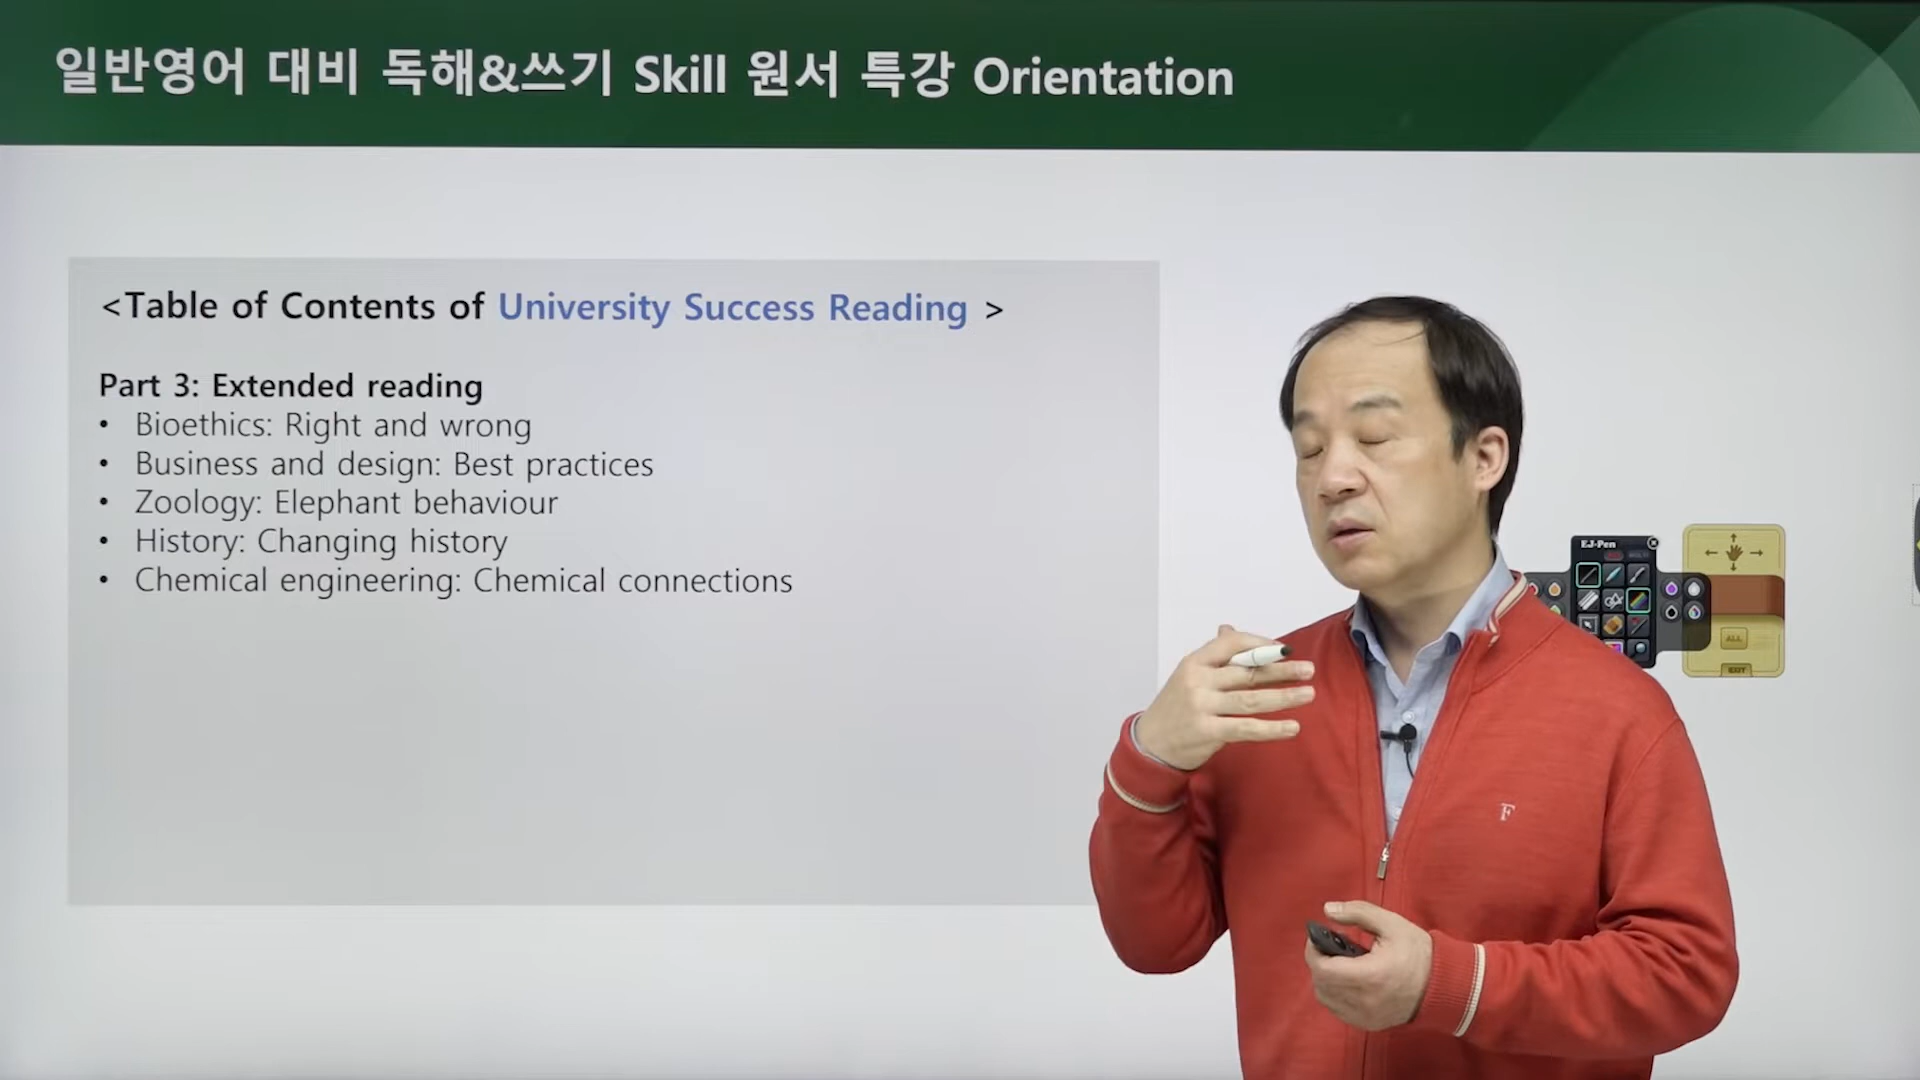 일반영어 대비 독해&쓰기 Skill 원서 특강 Orientation
<Table of Contents of University Success Reading >
Part 3: Extended reading
• Bioethics: Right and wrong
• Business and design: Best practices
• Zoology: Elephant behaviour
• History: Changing history
• Chemical engineering: Chemical connections
EJ-Pen
ALL
EXIT
F